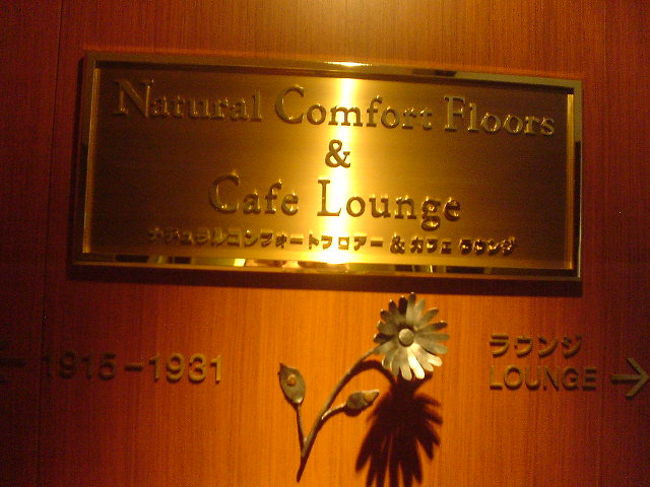 Natural Comfort Floors
&
Cafe Lounge
ナチュラルコンフォートフロアー & カフェ ラウンジ
← 1915-1931
ラウンジ
LOUNGE →